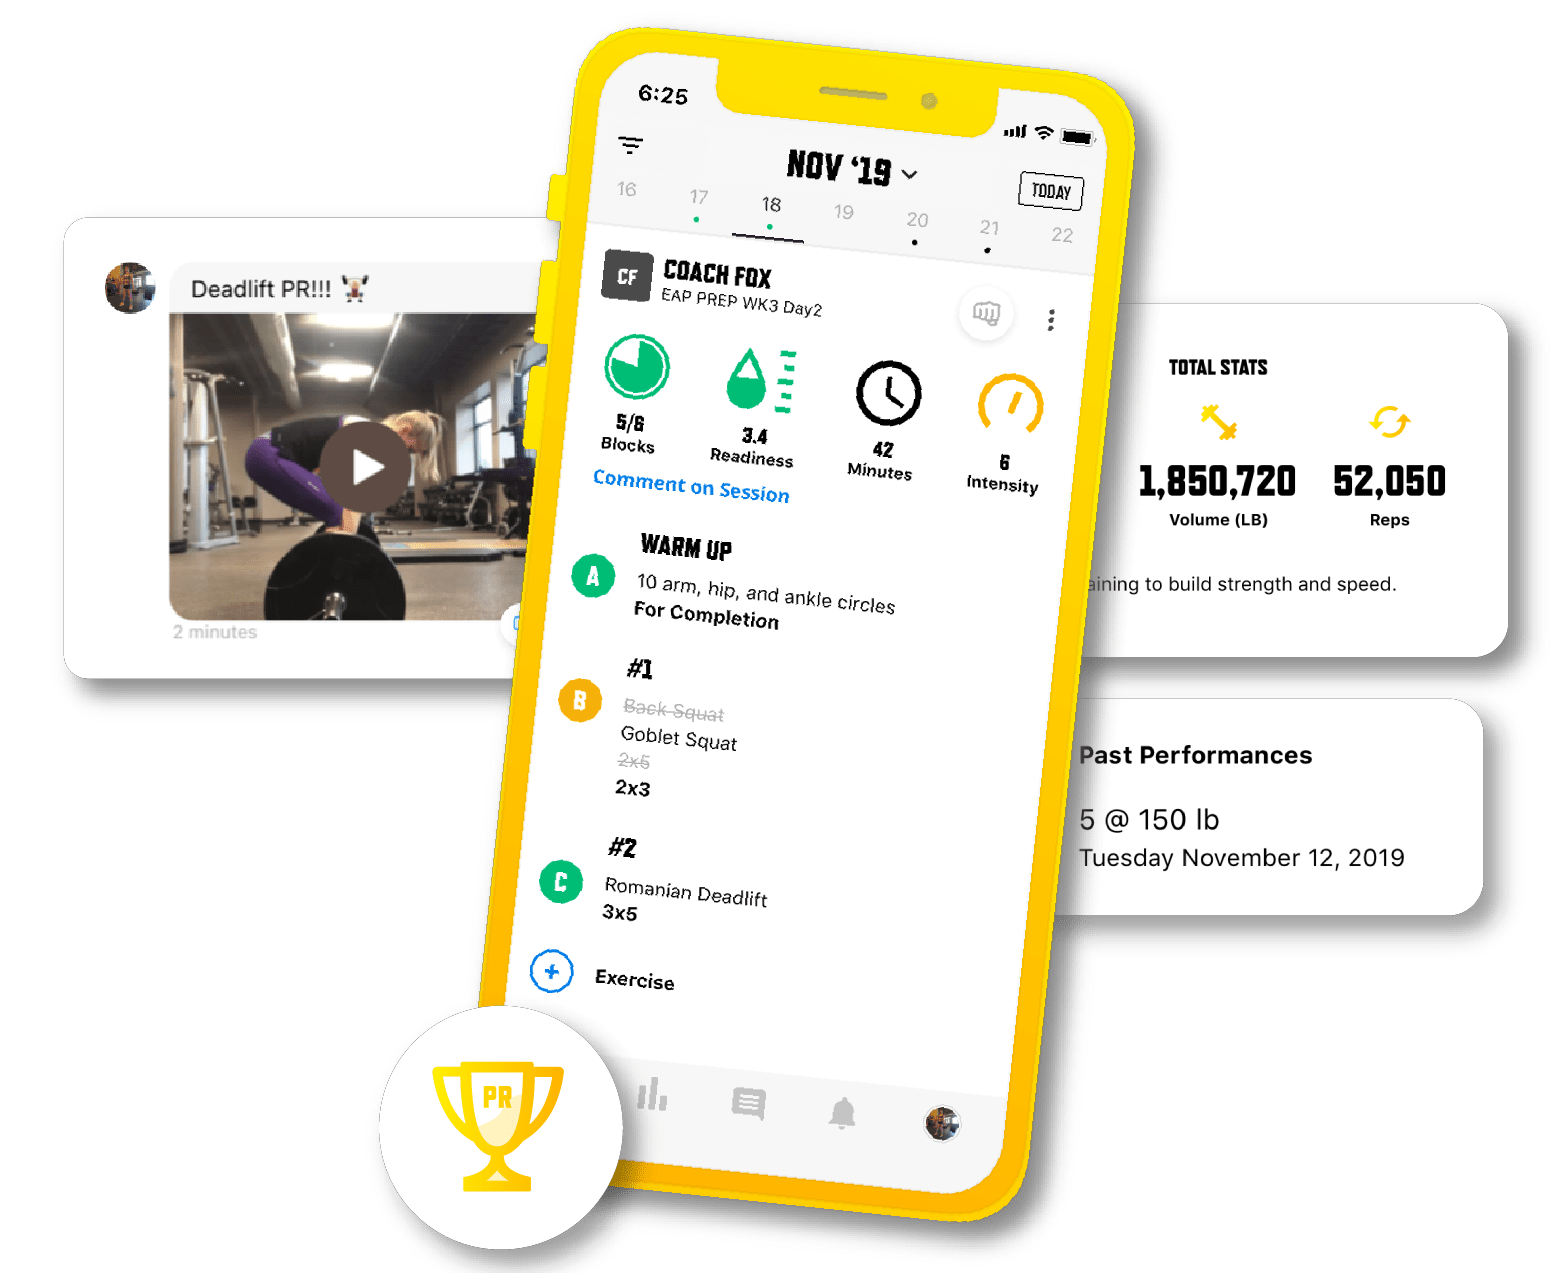 6:25
NOV ‘19
TODAY
16 17 18 19 20 21 22
CF
COACH FOX
EAP PREP WK3 Day2
5/6
Blocks
3.4
Readiness
42
Minutes
6
Intensity
Comment on Session
A
WARM UP
10 arm, hip, and ankle circles
For Completion
B
#1
Back Squat
Goblet Squat
2x5
2x3
C
#2
Romanian Deadlift
3x5
+ Exercise
Deadlift PR!!! 🏋️
2 minutes
TOTAL STATS
1,850,720
Volume (LB)
52,050
Reps
aining to build strength and speed.
Past Performances
5 @ 150 lb
Tuesday November 12, 2019
PR